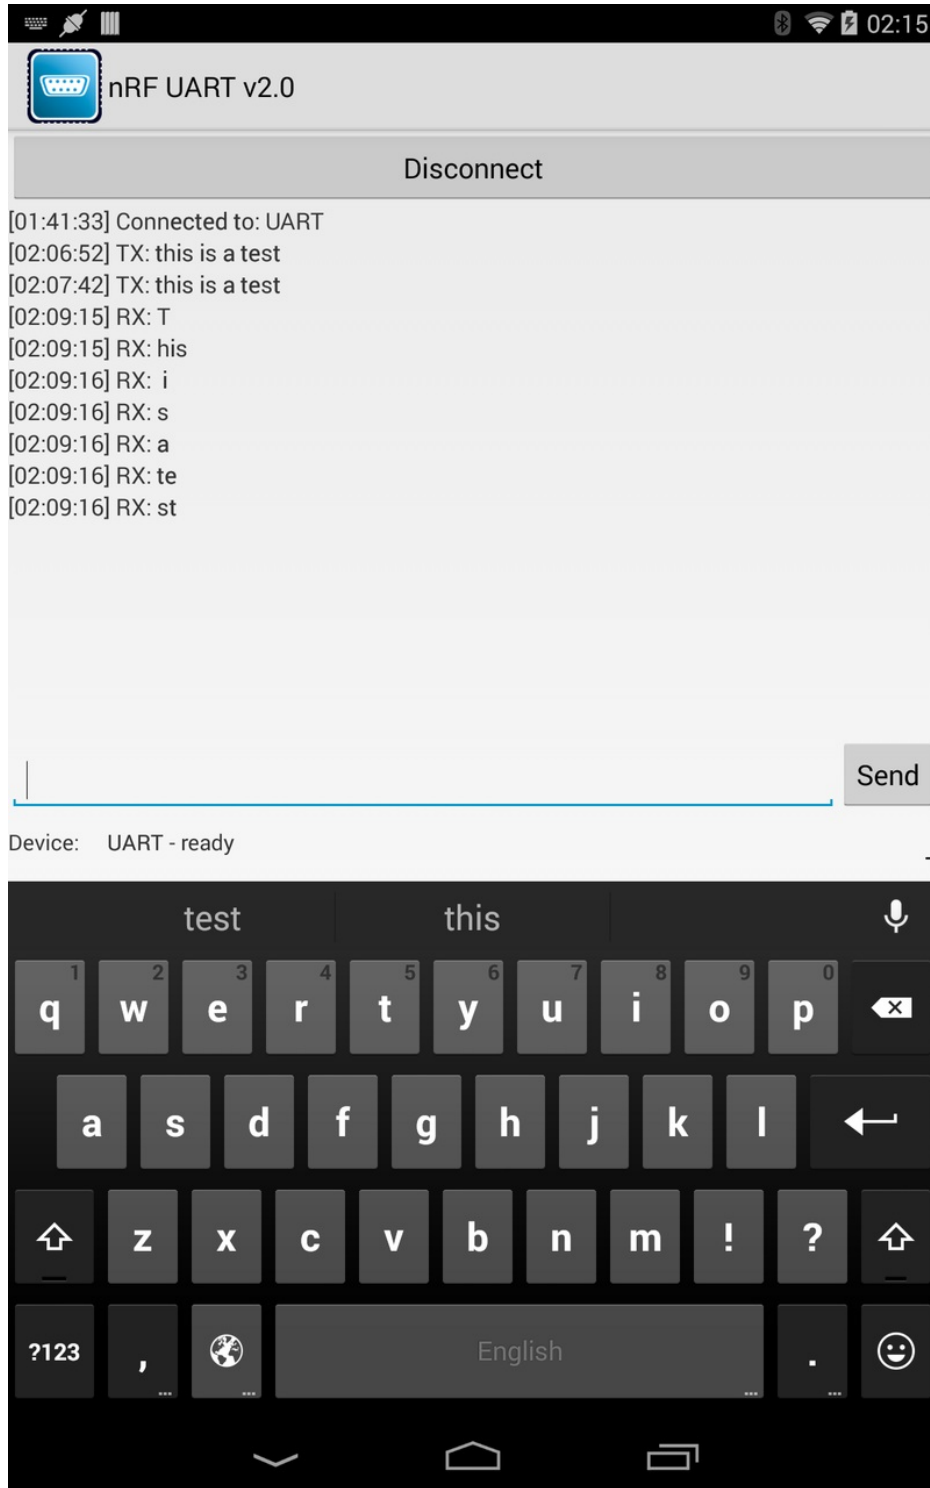 02:15
nRF UART v2.0
Disconnect
[01:41:33] Connected to: UART
[02:06:52] TX: this is a test
[02:07:42] TX: this is a test
[02:09:15] RX: T
[02:09:15] RX: his
[02:09:16] RX:  i
[02:09:16] RX: s
[02:09:16] RX: a
[02:09:16] RX: te
[02:09:16] RX: st
Send
Device: UART - ready
test this
1 2 3 4 5 6 7 8 9 0
q w e r t y u i o p
a s d f g h j k l
z x c v b n m ! ?
?123 , English .